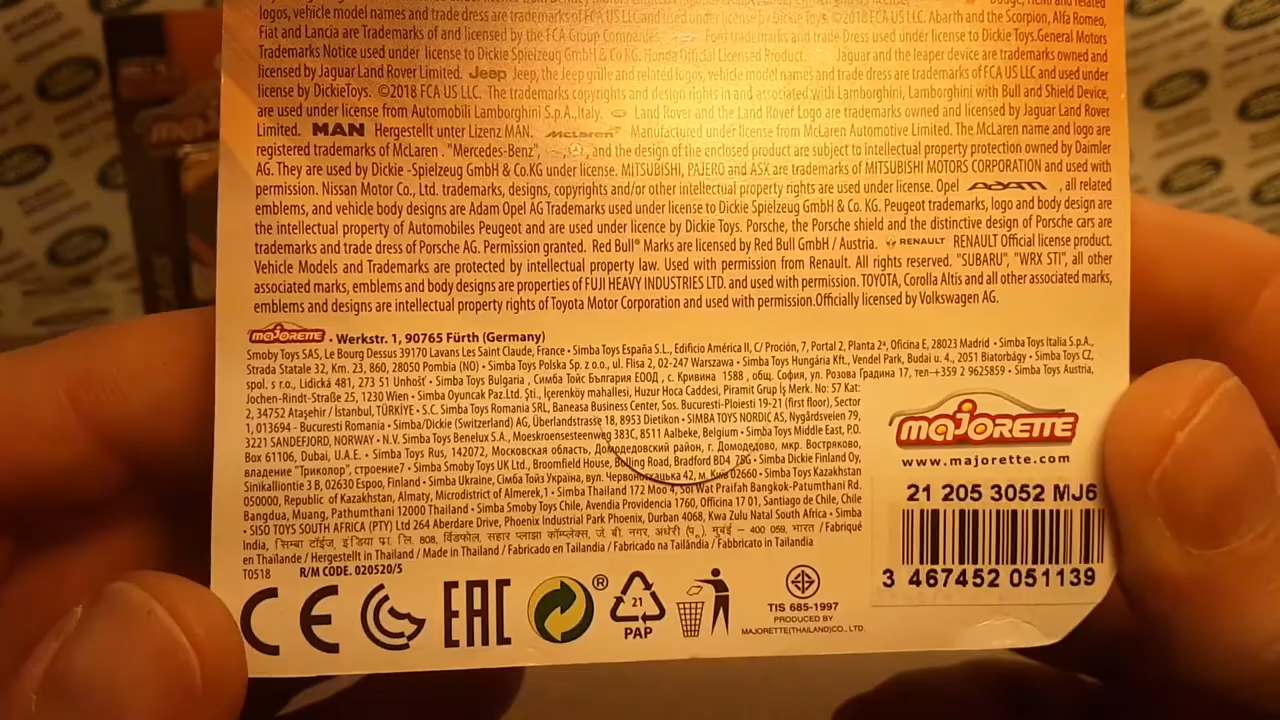 logos, vehicle model names and trade dress are trademarks of FCA US LLC and used under license by Dickie Toys. ©2018 FCA US LLC. Abarth and the Scorpion, Alfa Romeo,
Fiat and Lancia are Trademarks of and licensed by the FCA Group Companies. Ford trademarks and trade Dress used under license to Dickie Toys.General Motors
Trademarks Notice used under license to Dickie Spielzeug GmbH & Co KG. Honda Official Licensed Product. Jaguar and the leaper device are trademarks owned and
licensed by Jaguar Land Rover Limited. Jeep Jeep, the Jeep grille and related logos, vehicle model names and trade dress are trademarks of FCA US LLC and used under
license by DickieToys. ©2018 FCA US LLC. The trademarks copyrights and design rights in and associated with Lamborghini, Lamborghini with Bull and Shield Device,
are used under license from Automobili Lamborghini S.p.A.,Italy. Land Rover and the Land Rover Logo are trademarks owned and licensed by Jaguar Land Rover
Limited. MAN Hergestellt unter Lizenz MAN. McLaren Manufactured under license from McLaren Automotive Limited. The McLaren name and logo are
registered trademarks of McLaren . "Mercedes-Benz", , , and the design of the enclosed product are subject to intellectual property protection owned by Daimler
AG. They are used by Dickie -Spielzeug GmbH & Co.KG under license. MITSUBISHI, PAJERO and ASX are trademarks of MITSUBISHI MOTORS CORPORATION and used with
permission. Nissan Motor Co., Ltd. trademarks, designs, copyrights and/or other intellectual property rights are used under license. Opel ADAM , all related
emblems, and vehicle body designs are Adam Opel AG Trademarks used under license to Dickie Spielzeug GmbH & Co. KG. Peugeot trademarks, logo and body design are
the intellectual property of Automobiles Peugeot and are used under licence by Dickie Toys. Porsche, the Porsche shield and the distinctive design of Porsche cars are
trademarks and trade dress of Porsche AG. Permission granted. Red Bull® Marks are licensed by Red Bull GmbH / Austria. RENAULT RENAULT Official license product.
Vehicle Models and Trademarks are protected by intellectual property law. Used with permission from Renault. All rights reserved. "SUBARU", "WRX STI", all other
associated marks, emblems and body designs are properties of FUJI HEAVY INDUSTRIES LTD. and used with permission. TOYOTA, Corolla Altis and all other associated marks,
emblems and designs are intellectual property rights of Toyota Motor Corporation and used with permission.Officially licensed by Volkswagen AG.
majORETTE • Werkstr. 1, 90765 Fürth (Germany)
Smoby Toys SAS, Le Bourg Dessus 39170 Lavans Les Saint Claude, France • Simba Toys España S.L., Edificio América II, C/ Proción, 7, Portal 2, Planta 2ª, Oficina E, 28023 Madrid • Simba Toys Italia S.p.A.,
Strada Statale 32, Km. 23, 860, 28050 Pombia (NO) • Simba Toys Polska Sp. z o.o., ul. Flisa 2, 02-247 Warszawa • Simba Toys Hungária Kft., Vendel Park, Budai u. 4., 2051 Biatorbágy • Simba Toys CZ,
spol. s r.o., Lidická 481, 273 51 Unhošť • Simba Toys Bulgaria , Симба Тойс България ЕООД , с. Кривина 1588 , общ. София, ул. Розова Градина 17, тел-+359 2 9625859 • Simba Toys Austria,
Jochen-Rindt-Straße 25, 1230 Wien • Simba Oyuncak Paz.Ltd. Şti., İçerenköy mahallesi, Huzur Hoca Caddesi, Piramit Grup İş Merk. No: 57 Kat:
2, 34752 Ataşehir / İstanbul, TÜRKİYE • S.C. Simba Toys Romania SRL, Baneasa Business Center, Sos. Bucuresti-Ploiesti 19-21 (first floor), Sector
1, 013694 - Bucuresti Romania • Simba/Dickie (Switzerland) AG, Überlandstrasse 18, 8953 Dietikon • SIMBA TOYS NORDIC AS, Nygårdsveien 79,
3221 SANDEFJORD, NORWAY • N.V. Simba Toys Benelux S.A., Moeskroensesteenweg 383C, 8511 Aalbeke, Belgium • Simba Toys Middle East, P.O.
Box 61106, Dubai, U.A.E. • Simba Toys Rus, 142072, Московская область, Домодедовский район, г. Домодедово, мкр. Востряково,
владение "Триколор", строение7 • Simba Smoby Toys UK Ltd., Broomfield House, Bolling Road, Bradford BD4 7BG • Simba Dickie Finland Oy,
Sinikalliontie 3 B, 02630 Espoo, Finland • Simba Ukraine, Сімба Тойз Україна, вул. Червоноткацька 42, м. Київ 02660 • Simba Toys Kazakhstan
050000, Republic of Kazakhstan, Almaty, Microdistrict of Almerek,1 • Simba Thailand 172 Moo 4, Soi Wat Praifah Bangkok-Patumthani Rd.
Bangdua, Muang, Pathumthani 12000 Thailand • Simba Smoby Toys Chile, Avendia Providencia 1760, Oficina 17 01, Santiago de Chile, Chile
• SISO TOYS SOUTH AFRICA (PTY) Ltd 264 Aberdare Drive, Phoenix Industrial Park Phoenix, Durban 4068, Kwa Zulu Natal South Africa • Simba
India, सिम्बा टॉइज़, इंडिया पा. लि. 808, विंडफोल, सहार प्लाझा कॉम्प्लेक्स, जे. बी. नगर, अंधेरी (पू.), मुंबई – 400 059, भारत / Fabriqué
en Thaïlande / Hergestellt in Thailand / Made in Thailand / Fabricado en Tailandia / Fabricado na Tailândia / Fabbricato in Tailandia
T0518 R/M CODE. 020520/5
majORETTE
www.majorette.com
21 205 3052 MJ6
3 467452 051139
CE EAC ® 21
PAP
TIS 685-1997
PRODUCED BY
MAJORETTE(THAILAND)CO., LTD.